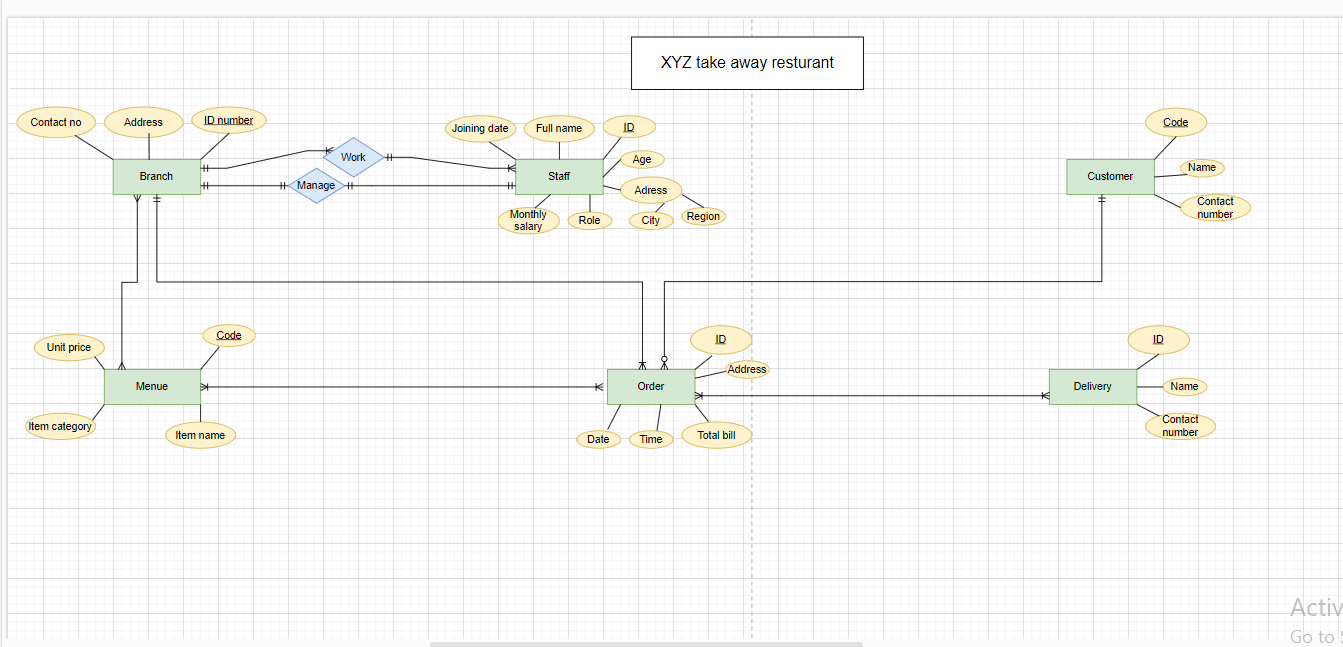 XYZ take away resturant
Contact no
Address
ID number
Joining date
Full name
ID
Code
Work
Age
Name
Branch
Staff
Customer
Manage
Adress
Monthly
salary
Role
City
Region
Contact
number
Unit price
Code
ID
ID
Address
Menue
Order
Delivery
Name
Item category
Item name
Date
Time
Total bill
Contact
number
Activ
Go to S